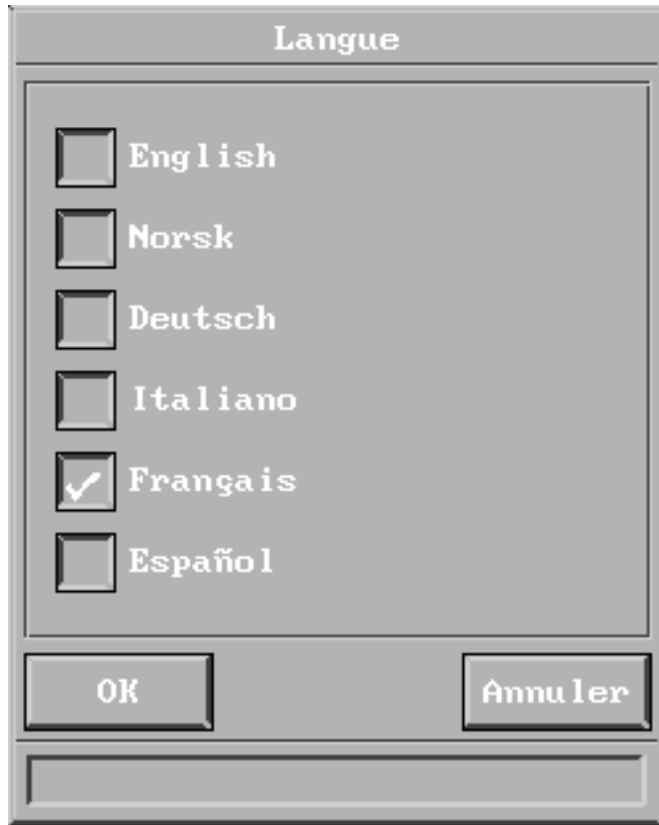 Langue
English
Norsk
Deutsch
Italiano
Français
Español
OK
Annuler